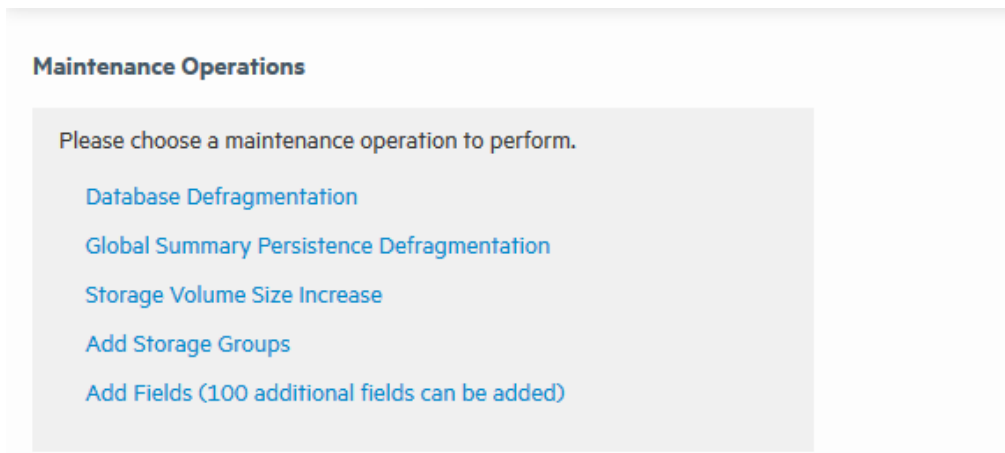 Maintenance Operations
Please choose a maintenance operation to perform.
Database Defragmentation
Global Summary Persistence Defragmentation
Storage Volume Size Increase
Add Storage Groups
Add Fields (100 additional fields can be added)